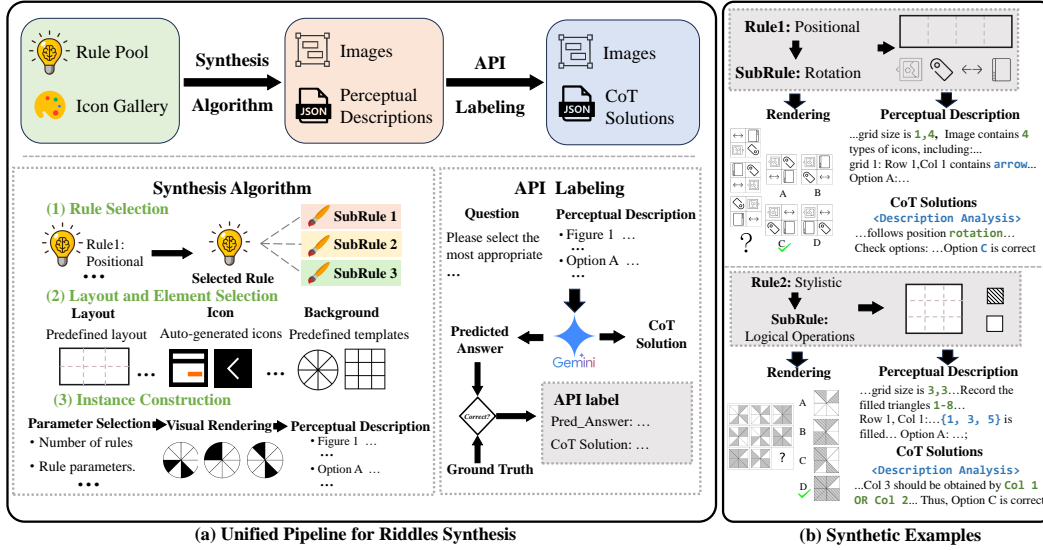 Rule Pool
Icon Gallery
Synthesis
Algorithm
Images
JSON
Perceptual
Descriptions
API
Labeling
Images
JSON
CoT
Solutions
Synthesis Algorithm
(1) Rule Selection
Rule1:
Positional
•••
Selected Rule
SubRule 1
SubRule 2
SubRule 3
(2) Layout and Element Selection
Layout
Icon
Background
Predefined layout
Auto-generated icons
Predefined templates
...
...
(3) Instance Construction
Parameter Selection
Visual Rendering
Perceptual Description
• Number of rules
• Rule parameters.
•••
• Figure 1 …
...
• Option A …
...
API Labeling
Question
Please select the
most appropriate
...
Perceptual Description
• Figure 1 …
...
• Option A …
...
Predicted
Answer
Gemini
CoT
Solution
Correct?
Ground Truth
API label
Pred_Answer: …
CoT Solution: …
(a) Unified Pipeline for Riddles Synthesis
Rule1: Positional
SubRule: Rotation
Rendering
A
B
C
D
?
Perceptual Description
...grid size is 1,4, Image contains 4
types of icons, including:...
grid 1: Row 1,Col 1 contains arrow...
Option A:…
CoT Solutions
<Description Analysis>
...follows position rotation…
Check options: …Option C is correct
Rule2: Stylistic
SubRule:
Logical Operations
Rendering
A
B
C
D
?
Perceptual Description
...grid size is 3,3...Record the
filled triangles 1-8…
Row 1, Col 1:…{1, 3, 5} is
filled… Option A: …;
CoT Solutions
<Description Analysis>
...Col 3 should be obtained by Col 1
OR Col 2... Thus, Option C is correct
(b) Synthetic Examples